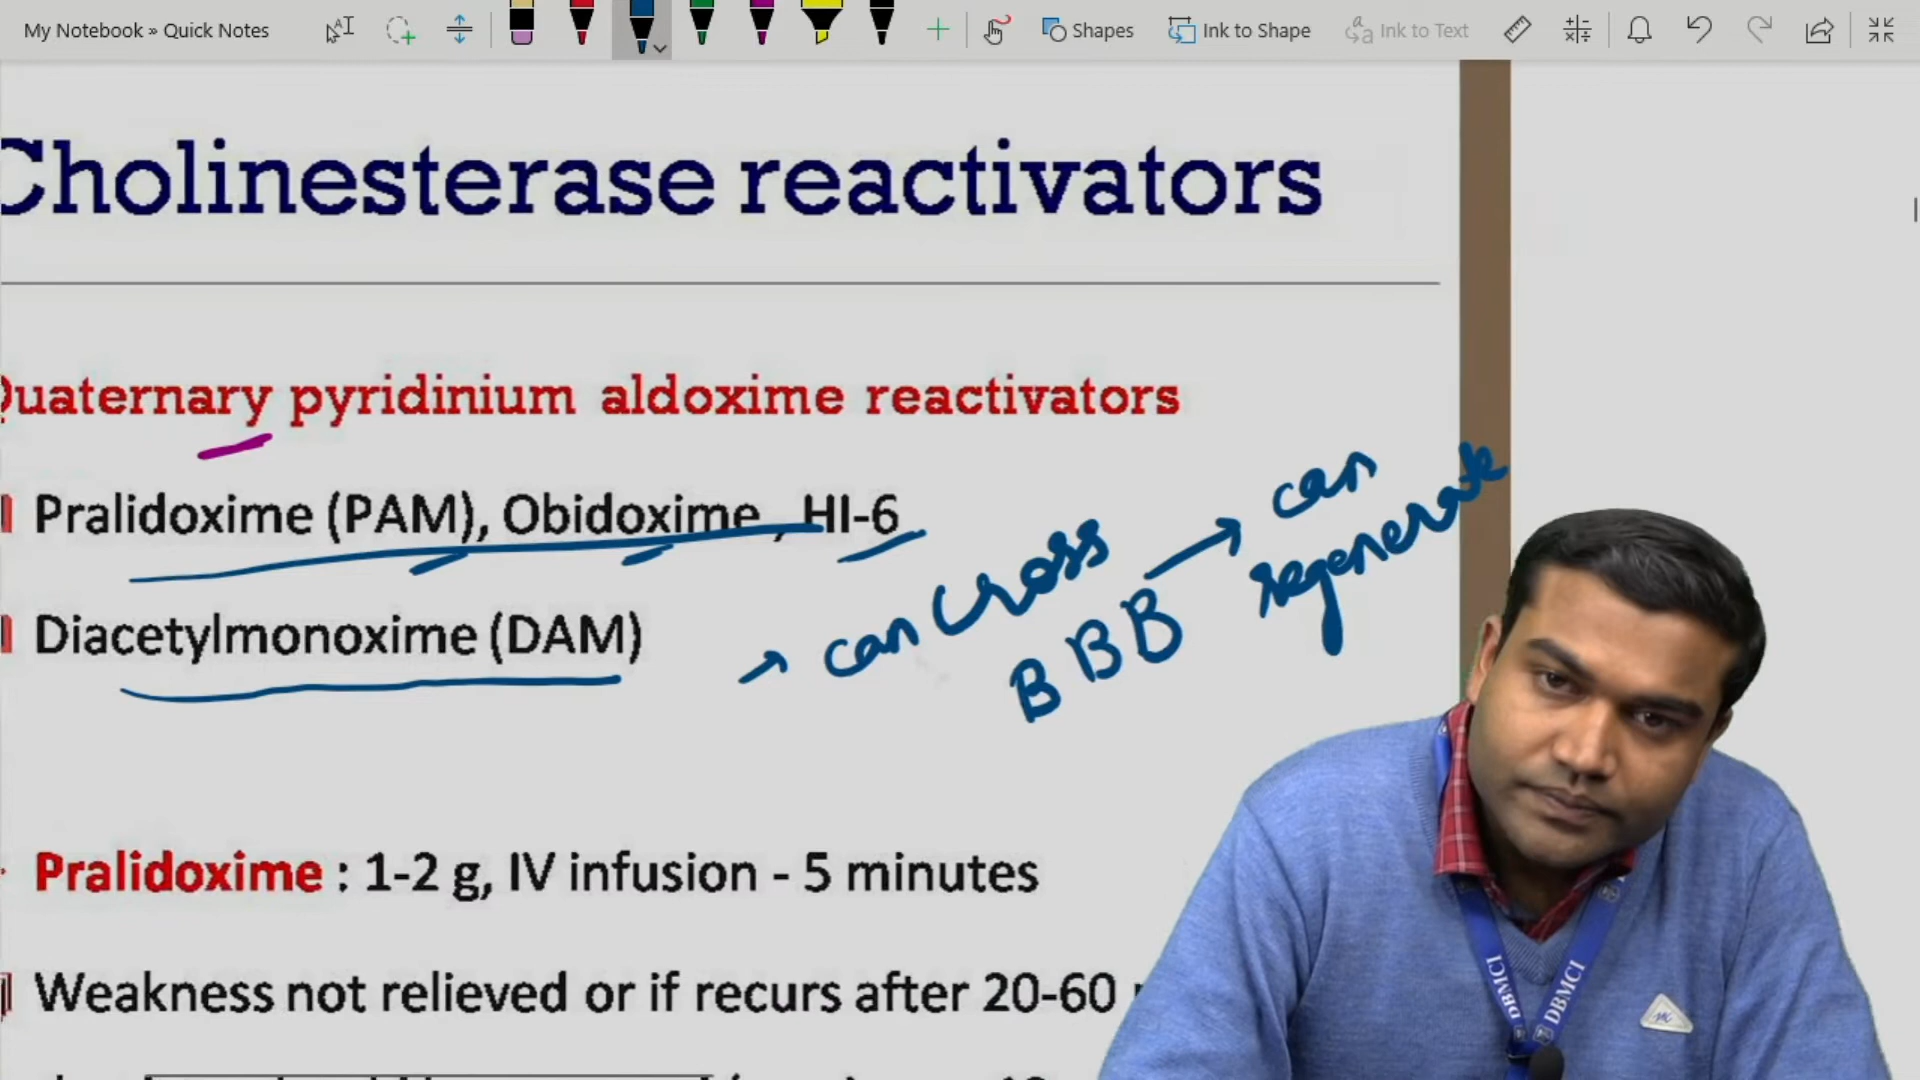 My Notebook » Quick Notes
Shapes
Ink to Shape
Ink to Text
Cholinesterase reactivators
Quaternary pyridinium aldoxime reactivators
Pralidoxime (PAM), Obidoxime, HI-6
Diacetylmonoxime (DAM)
→ can cross
BBB → can
regenerate
Pralidoxime : 1-2 g, IV infusion - 5 minutes
Weakness not relieved or if recurs after 20-60
DBMCI
DBMCI